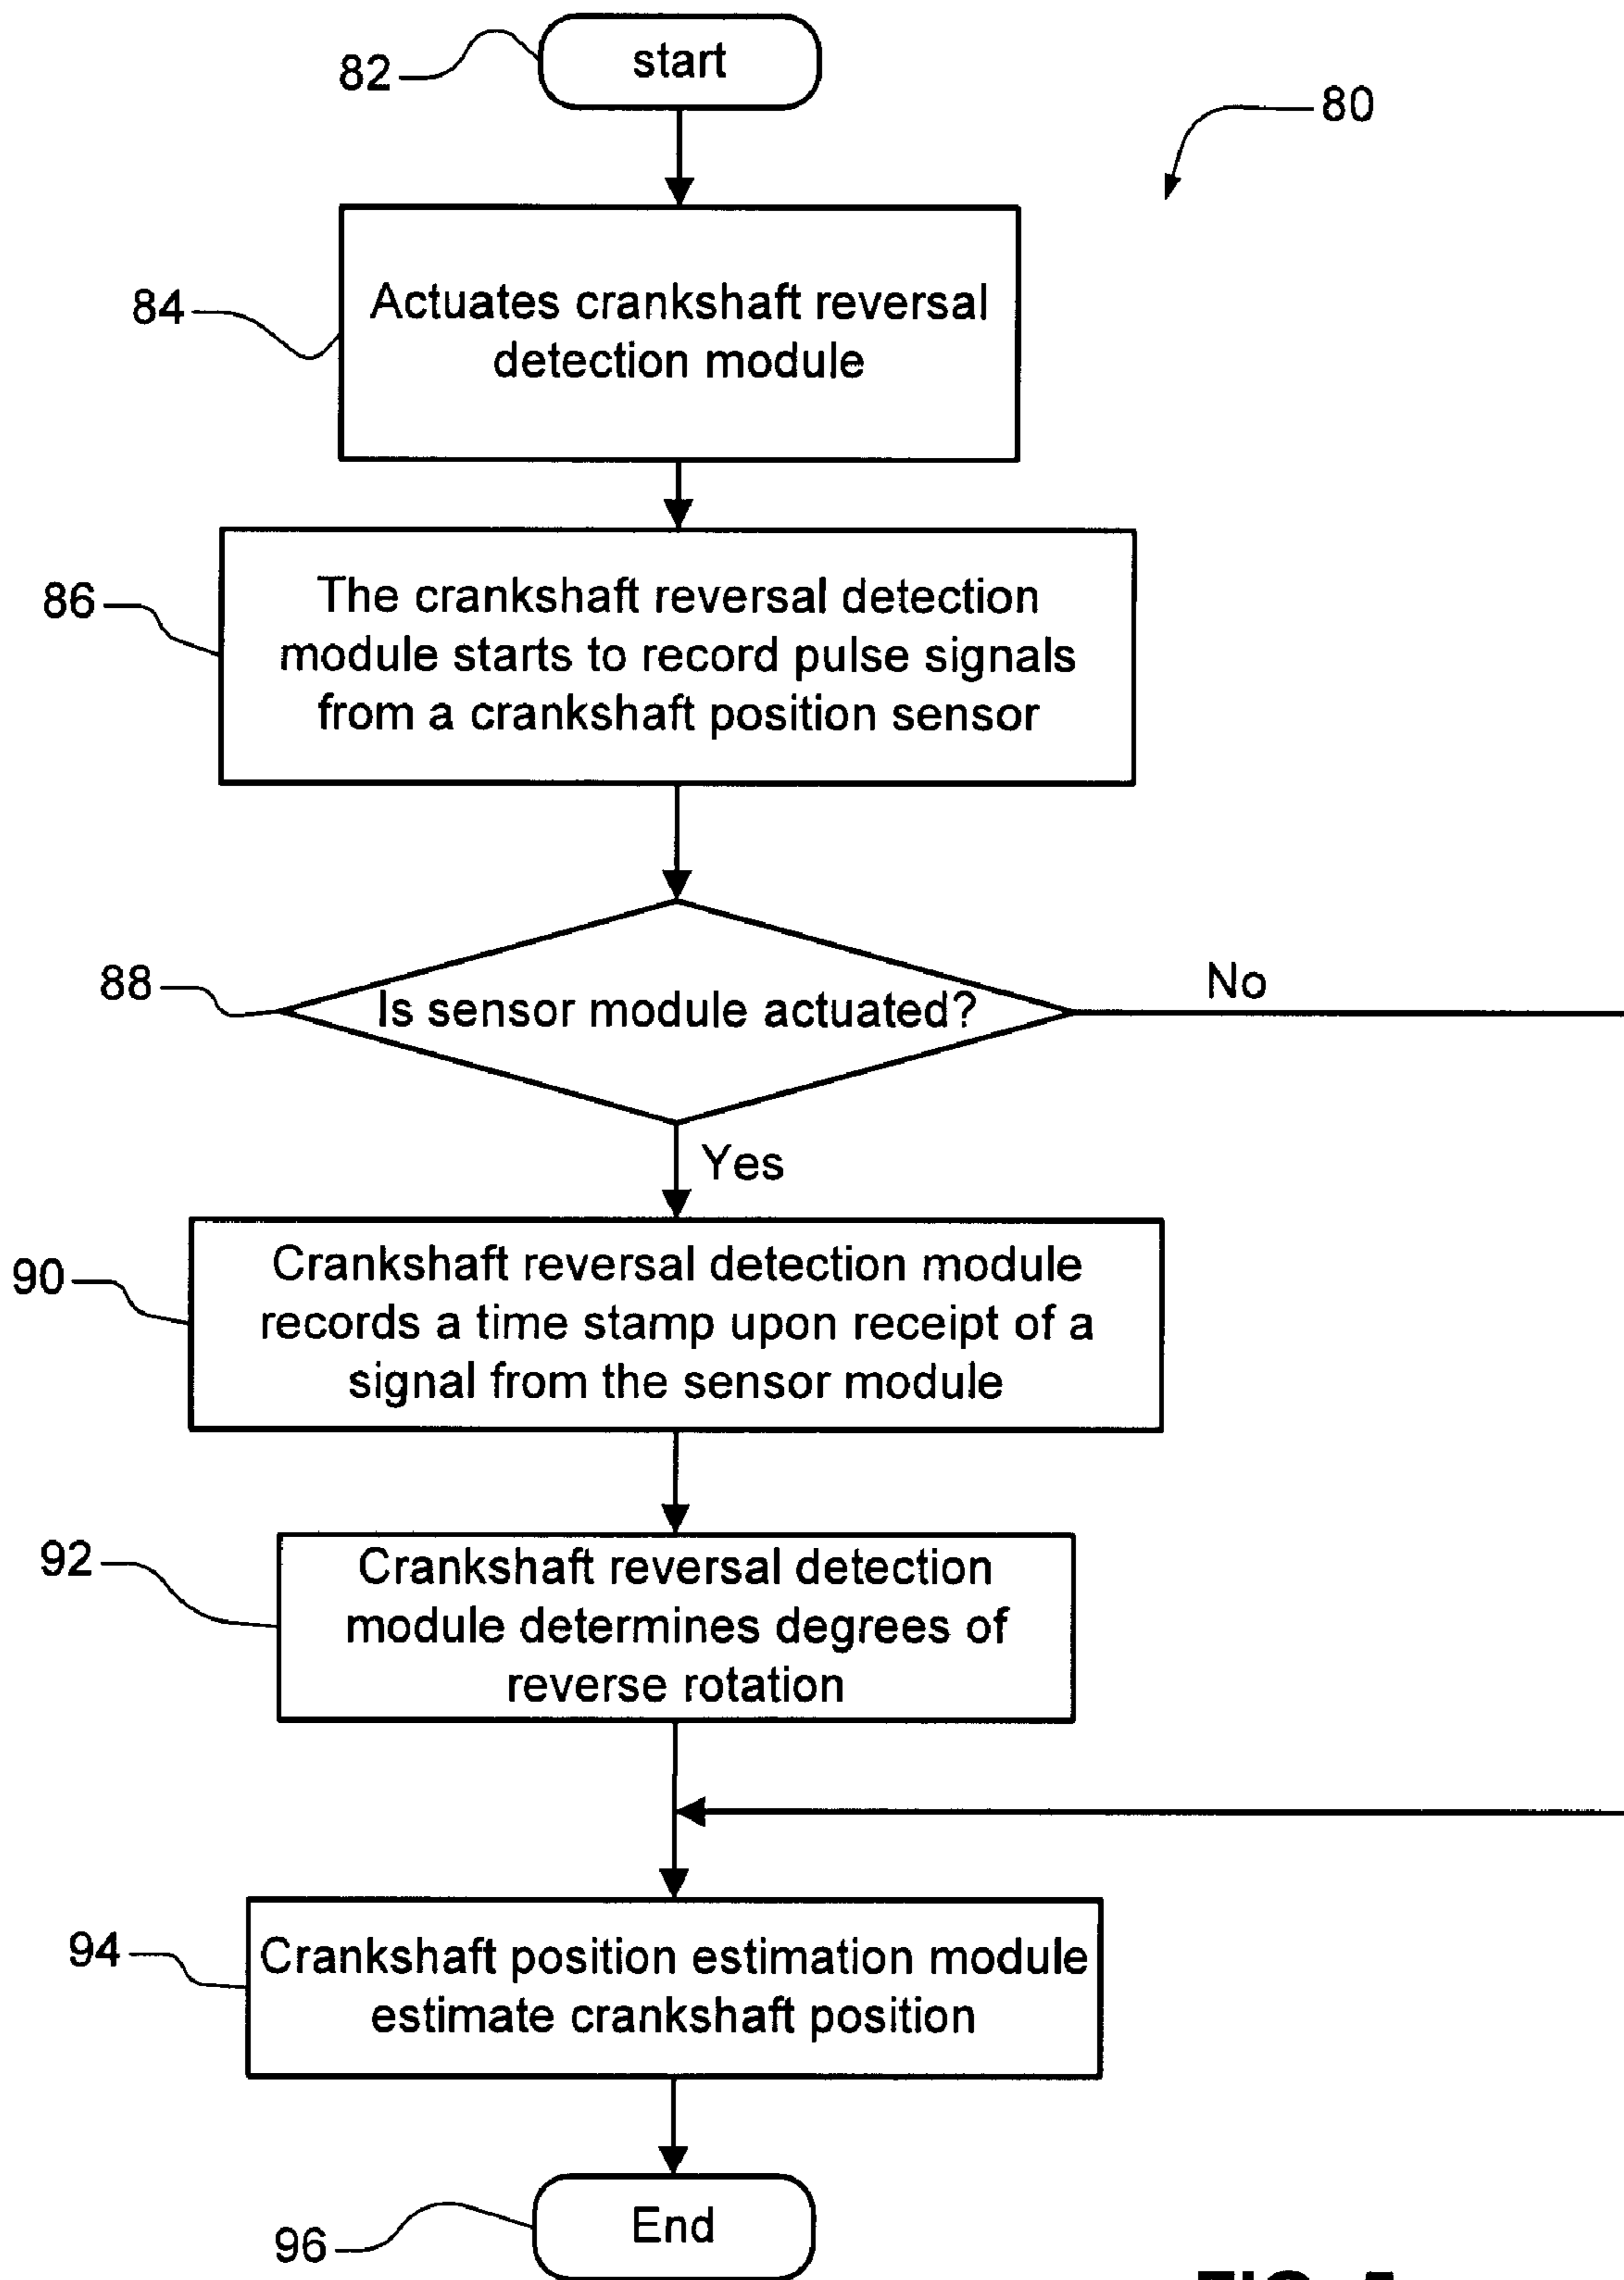 82
start
80
84
Actuates crankshaft reversal
detection module
86
The crankshaft reversal detection
module starts to record pulse signals
from a crankshaft position sensor
88
Is sensor module actuated?
No
Yes
90
Crankshaft reversal detection module
records a time stamp upon receipt of a
signal from the sensor module
92
Crankshaft reversal detection
module determines degrees of
reverse rotation
94
Crankshaft position estimation module
estimate crankshaft position
96
End